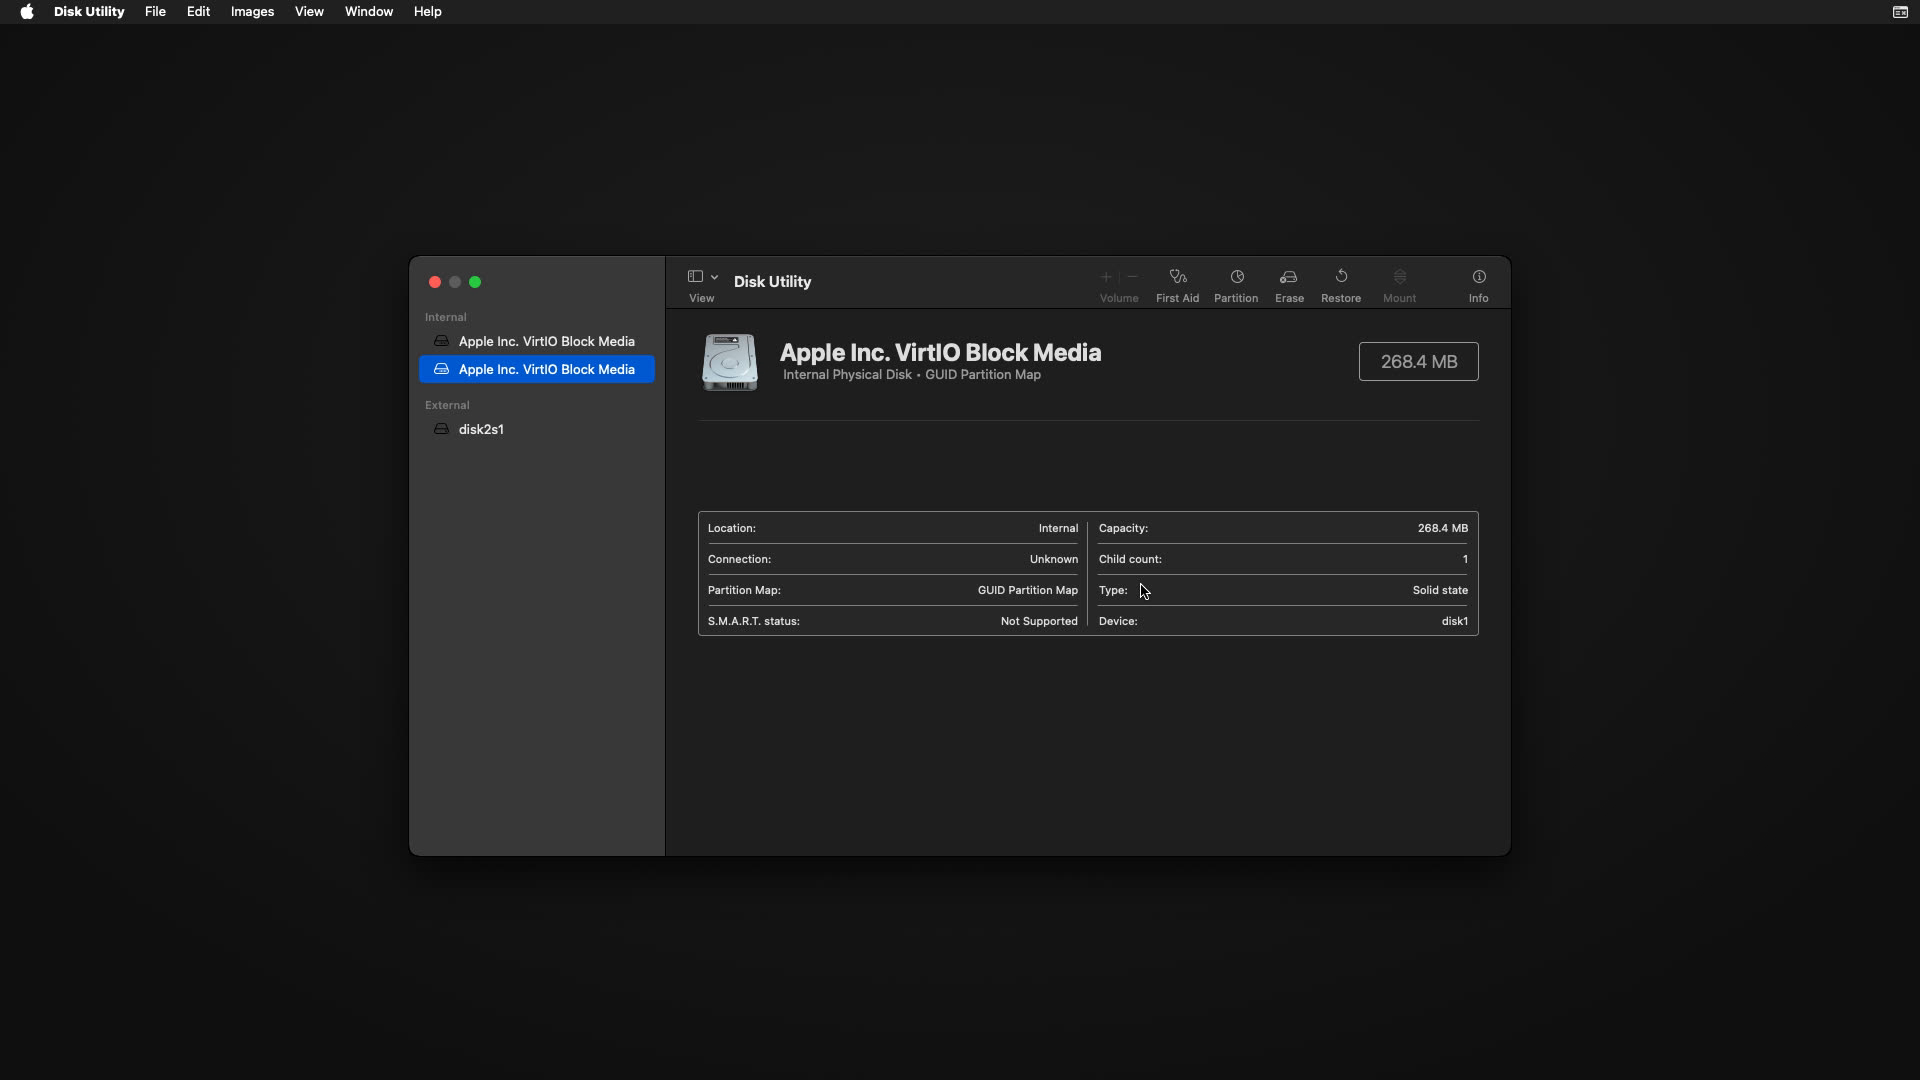 Disk Utility File Edit Images View Window Help
View
Disk Utility
Volume First Aid Partition Erase Restore Mount Info
Internal
Apple Inc. VirtIO Block Media
Apple Inc. VirtIO Block Media
External
disk2s1
Apple Inc. VirtIO Block Media
Internal Physical Disk • GUID Partition Map
268.4 MB
Location: Internal
Connection: Unknown
Partition Map: GUID Partition Map
S.M.A.R.T. status: Not Supported
Capacity: 268.4 MB
Child count: 1
Type: Solid state
Device: disk1